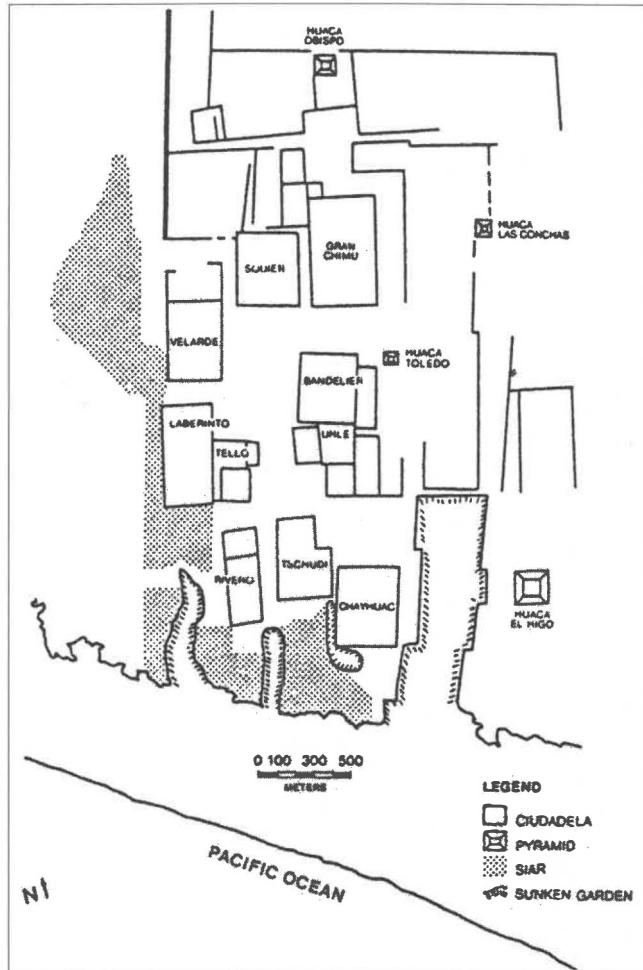 HUACA
OBISPO
HUACA
LAS CONCHAS
GRAN
CHIMU
SQUIER
VELARDE
HUACA
TOLEDO
BANDELIER
LABERINTO
UHLE
TELLO
TSCHUDI
RIVERO
CHAYHUAC
HUACA
EL HIGO
0 100 300 500
METERS
LEGEND
CIUDADELA
PYRAMID
SIAR
SUNKEN GARDEN
PACIFIC OCEAN
N